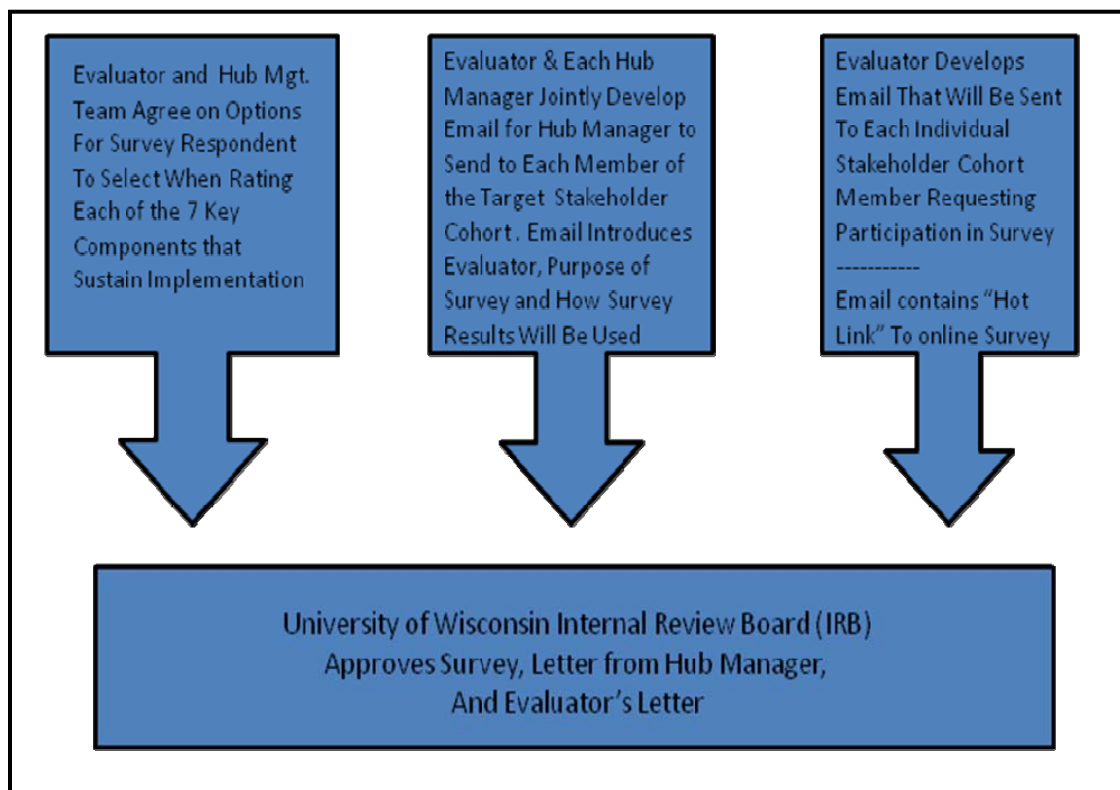 Evaluator and Hub Mgt.
Team Agree on Options
For Survey Respondent
To Select When Rating
Each of the 7 Key
Components that
Sustain Implementation
Evaluator & Each Hub
Manager Jointly Develop
Email for Hub Manager to
Send to Each Member of
the Target Stakeholder
Cohort . Email Introduces
Evaluator, Purpose of
Survey and How Survey
Results Will Be Used
Evaluator Develops
Email That Will Be Sent
To Each Individual
Stakeholder Cohort
Member Requesting
Participation in Survey
-----------
Email contains “Hot
Link” To online Survey
University of Wisconsin Internal Review Board (IRB)
Approves Survey, Letter from Hub Manager,
And Evaluator’s Letter